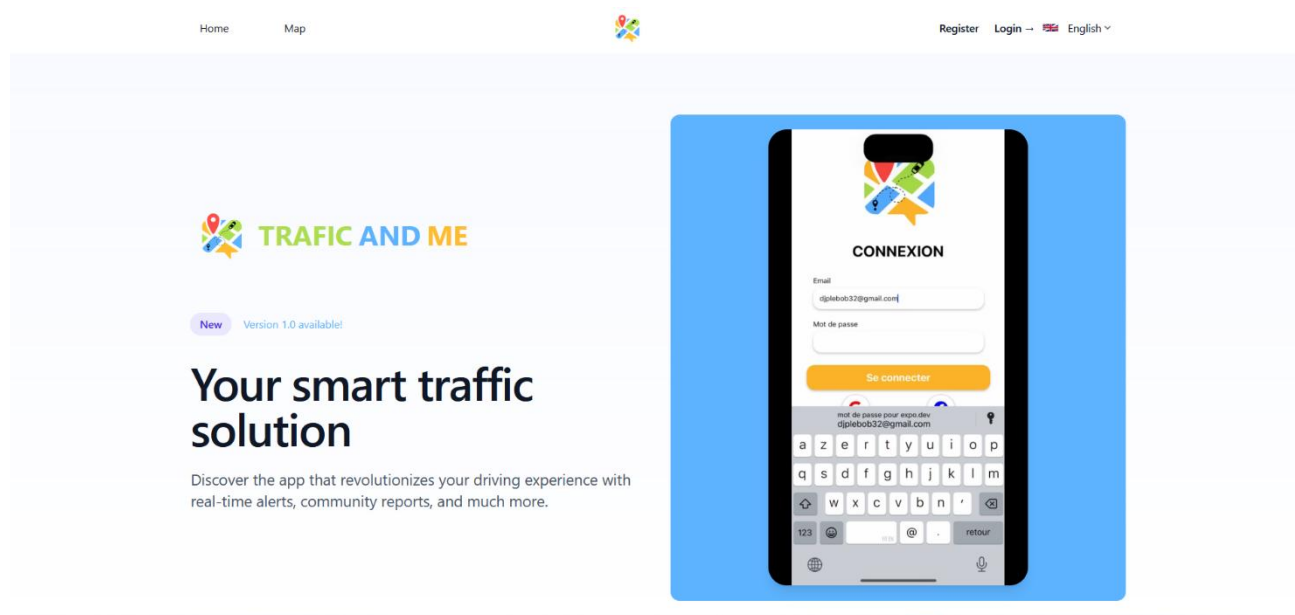 Home Map Register Login → English
TRAFIC AND ME
New Version 1.0 available!
Your smart traffic
solution
Discover the app that revolutionizes your driving experience with
real-time alerts, community reports, and much more.
CONNEXION
Email
djplebob32@gmail.com
Mot de passe
Se connecter
mot de passe pour expo.dev
djplebob32@gmail.com
a z e r t y u i o p
q s d f g h j k l m
w x c v b n ′
123 @ . retour